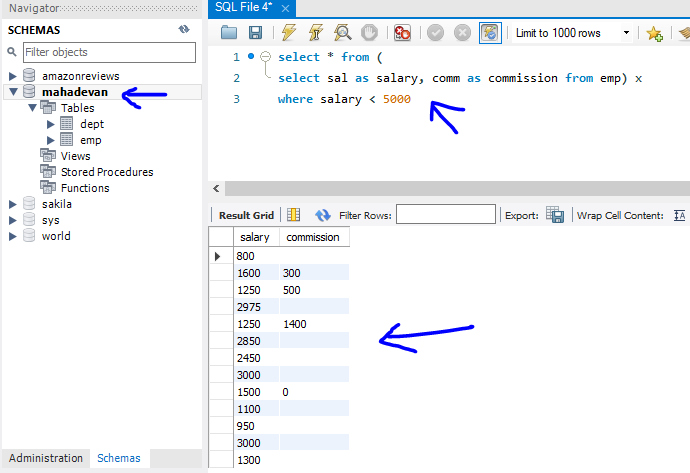 Navigator
SCHEMAS
Filter objects
amazonreviews
mahadevan
Tables
dept
emp
Views
Stored Procedures
Functions
sakila
sys
world
Administration Schemas
SQL File 4*
Limit to 1000 rows
1 select * from (
2 select sal as salary, comm as commission from emp) x
3 where salary < 5000
Result Grid Filter Rows: Export: Wrap Cell Content:
salary commission
800
1600 300
1250 500
2975
1250 1400
2850
2450
3000
1500 0
1100
950
3000
1300